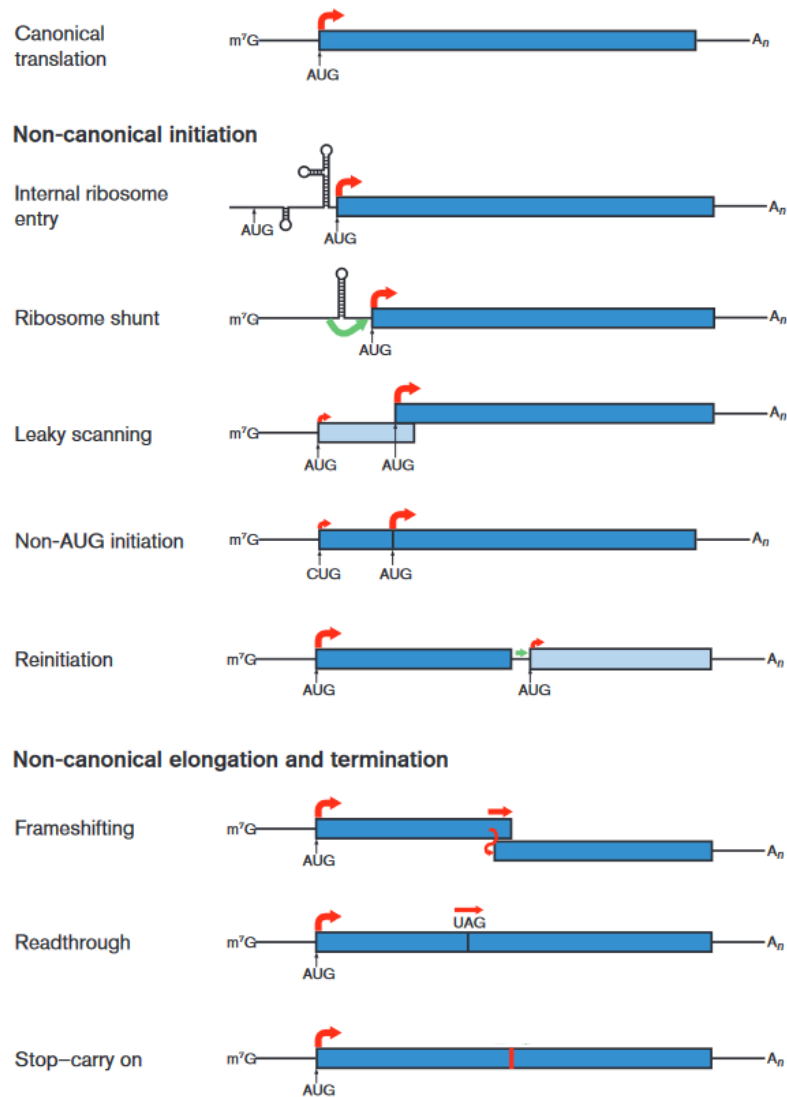 Canonical
translation
m⁷G
Aₙ
AUG
Non-canonical initiation
Internal ribosome
entry
Aₙ
AUG
AUG
Ribosome shunt
m⁷G
Aₙ
AUG
Leaky scanning
m⁷G
Aₙ
AUG
AUG
Non-AUG initiation
m⁷G
Aₙ
CUG
AUG
Reinitiation
m⁷G
Aₙ
AUG
AUG
Non-canonical elongation and termination
Frameshifting
m⁷G
Aₙ
AUG
Readthrough
UAG
m⁷G
Aₙ
AUG
Stop–carry on
m⁷G
Aₙ
AUG